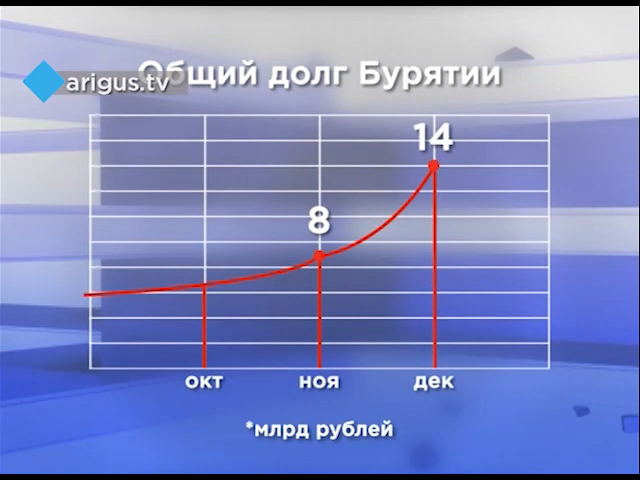 Общий долг Бурятии
arigus.tv
14
8
окт ноя дек
*млрд рублей